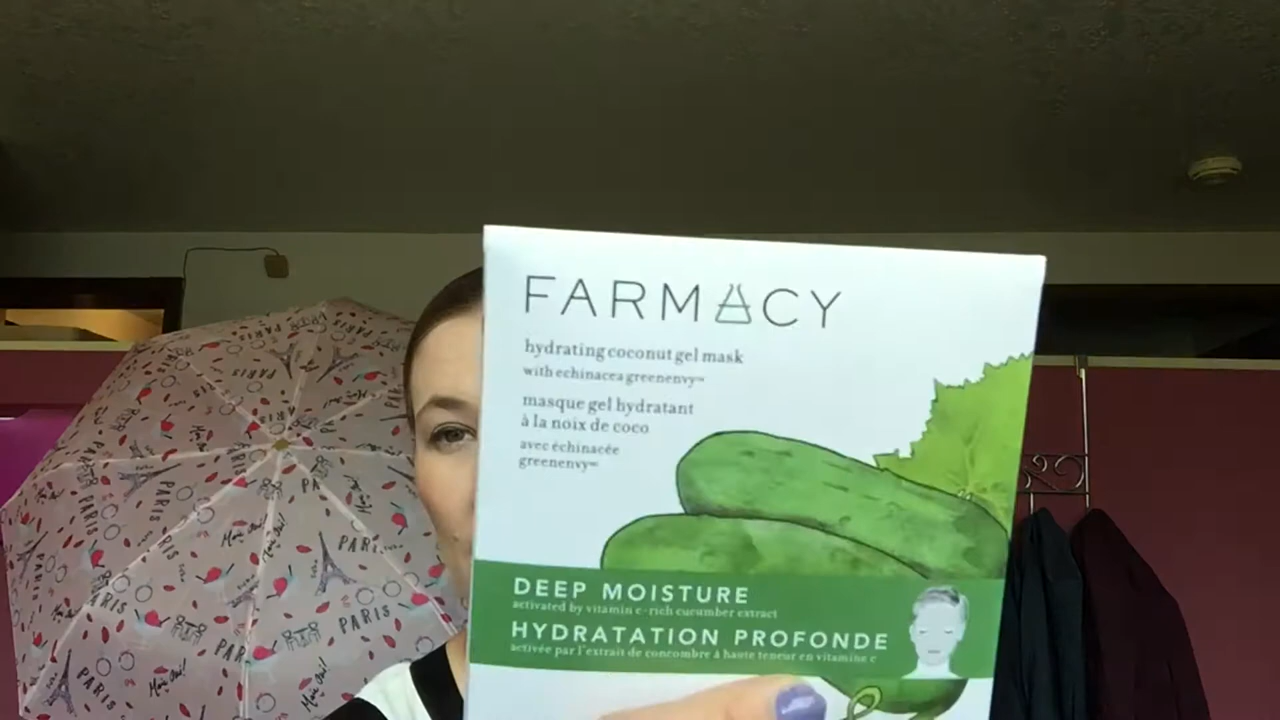 FARMACY
hydrating coconut gel mask
with echinacea greenenvy™
masque gel hydratant
à la noix de coco
avec échinacée
greenenvy™
DEEP MOISTURE
activated by vitamin c-rich cucumber extract
HYDRATATION PROFONDE
activée par l'extrait de concombre à haute teneur en vitamine c
PARIS
PARIS
PARIS
PARIS
PARIS
PARIS